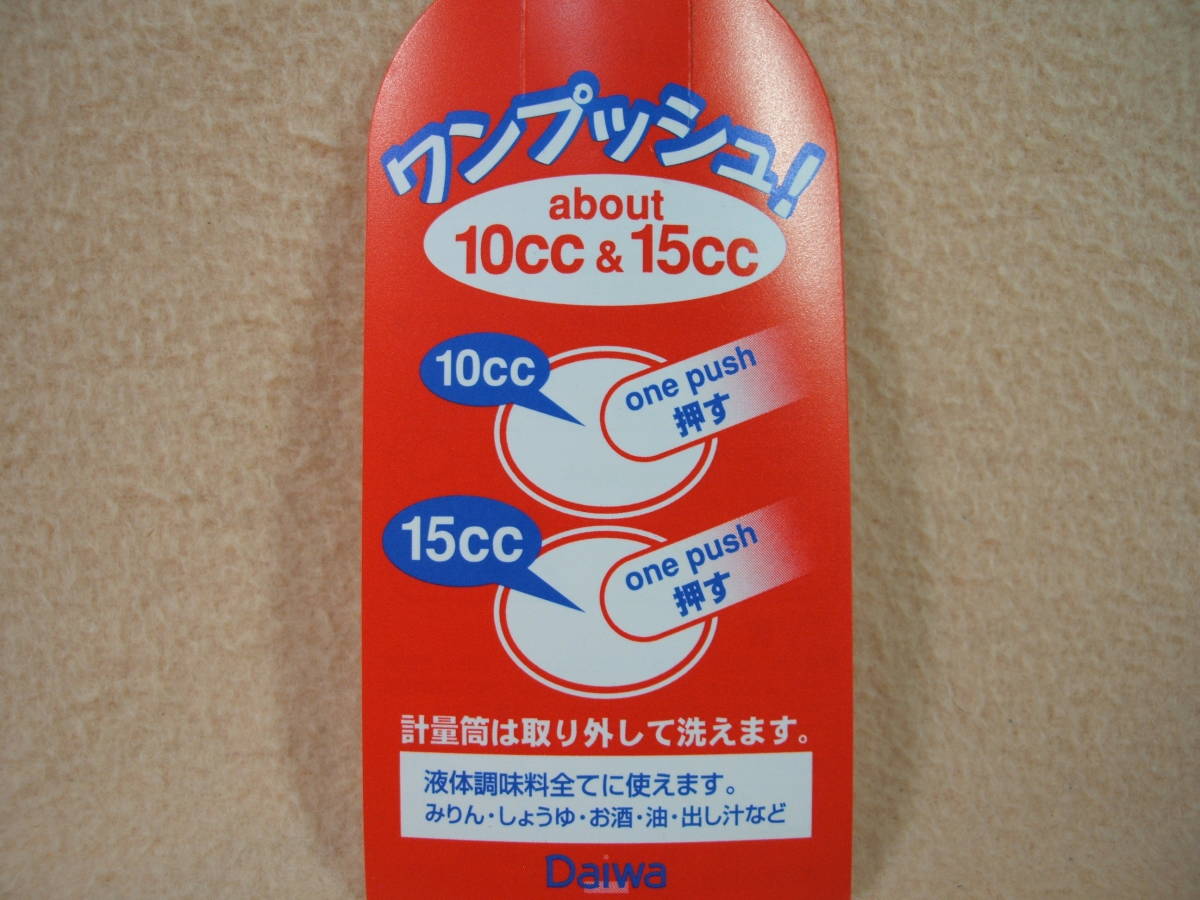 ワンプッシュ!
about
10cc & 15cc
10cc
one push
押す
15cc
one push
押す
計量筒は取り外して洗えます。
液体調味料全てに使えます。
みりん・しょうゆ・お酒・油・出し汁など
Daiwa